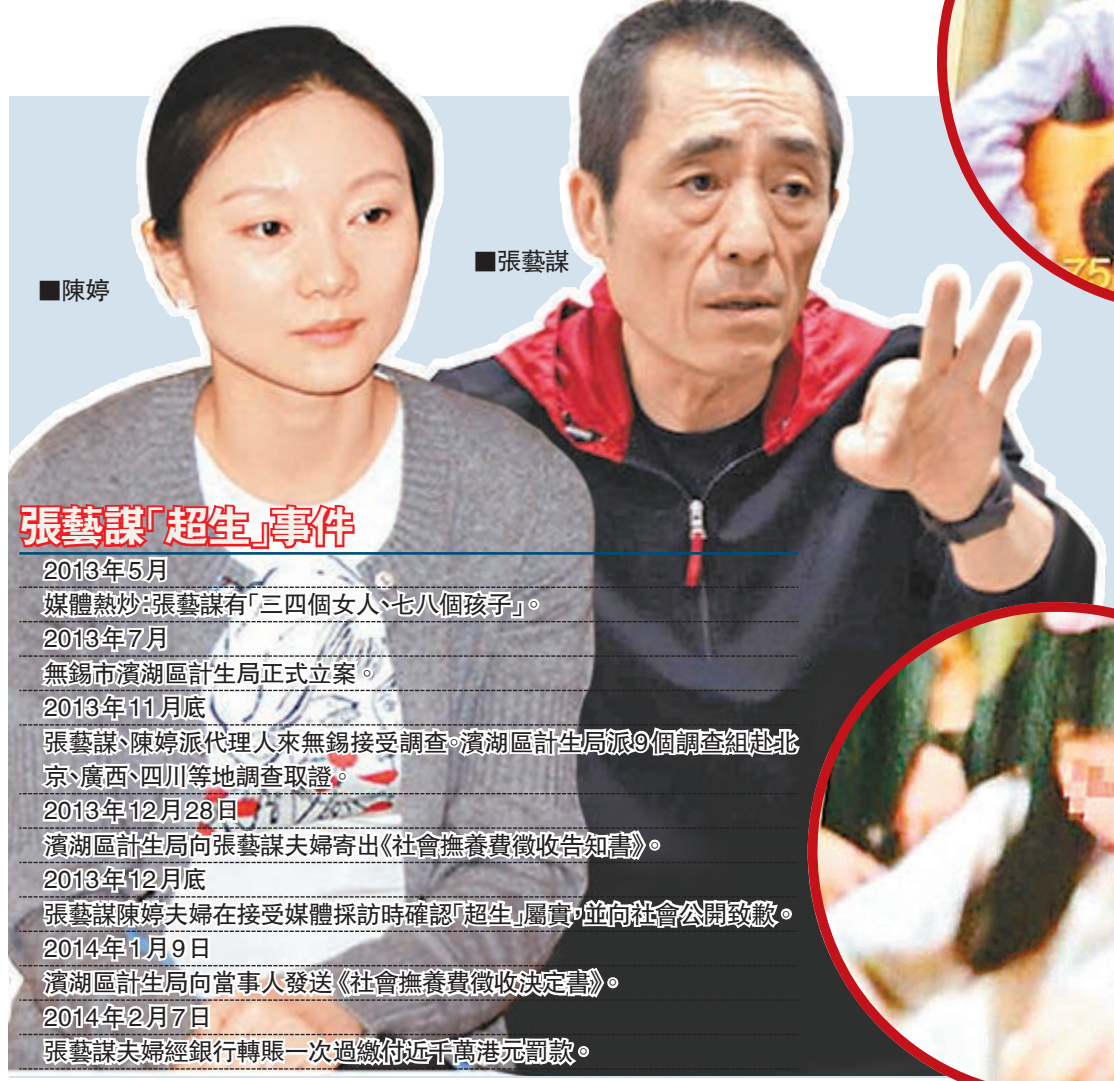 75
■張藝謀
■陳婷
張藝謀「超生」事件
2013年5月
媒體熱炒：張藝謀有「三四個女人、七八個孩子」。
2013年7月
無錫市濱湖區計生局正式立案。
2013年11月底
張藝謀、陳婷派代理人來無錫接受調查。濱湖區計生局派9個調查組赴北
京、廣西、四川等地調查取證。
2013年12月28日
濱湖區計生局向張藝謀夫婦寄出《社會撫養費徵收告知書》。
2013年12月底
張藝謀陳婷夫婦在接受媒體採訪時確認「超生」屬實，並向社會公開致歉。
2014年1月9日
濱湖區計生局向當事人發送《社會撫養費徵收決定書》。
2014年2月7日
張藝謀夫婦經銀行轉賬一次過繳付近千萬港元罰款。